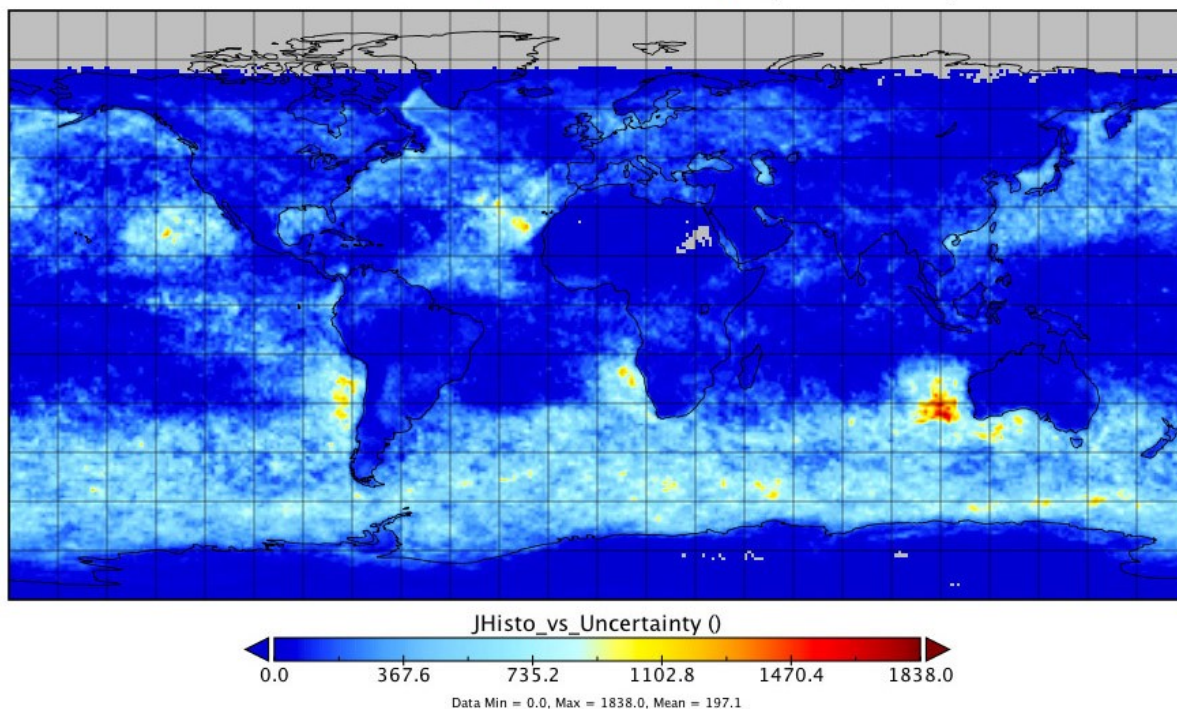 JHisto_vs_Uncertainty ()
0.0 367.6 735.2 1102.8 1470.4 1838.0
Data Min = 0.0, Max = 1838.0, Mean = 197.1